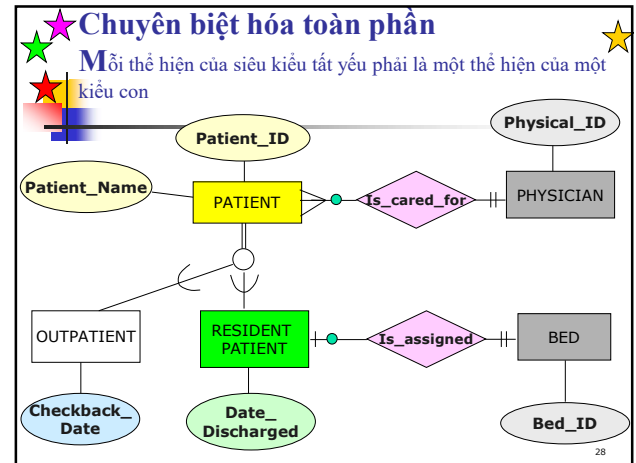 Chuyên biệt hóa toàn phần
Mỗi thể hiện của siêu kiểu tất yếu phải là một thể hiện của một
kiểu con
Patient_ID
Physical_ID
Patient_Name
PATIENT
Is_cared_for
PHYSICIAN
OUTPATIENT
RESIDENT
PATIENT
Is_assigned
BED
Checkback_
Date
Date_
Discharged
Bed_ID
28